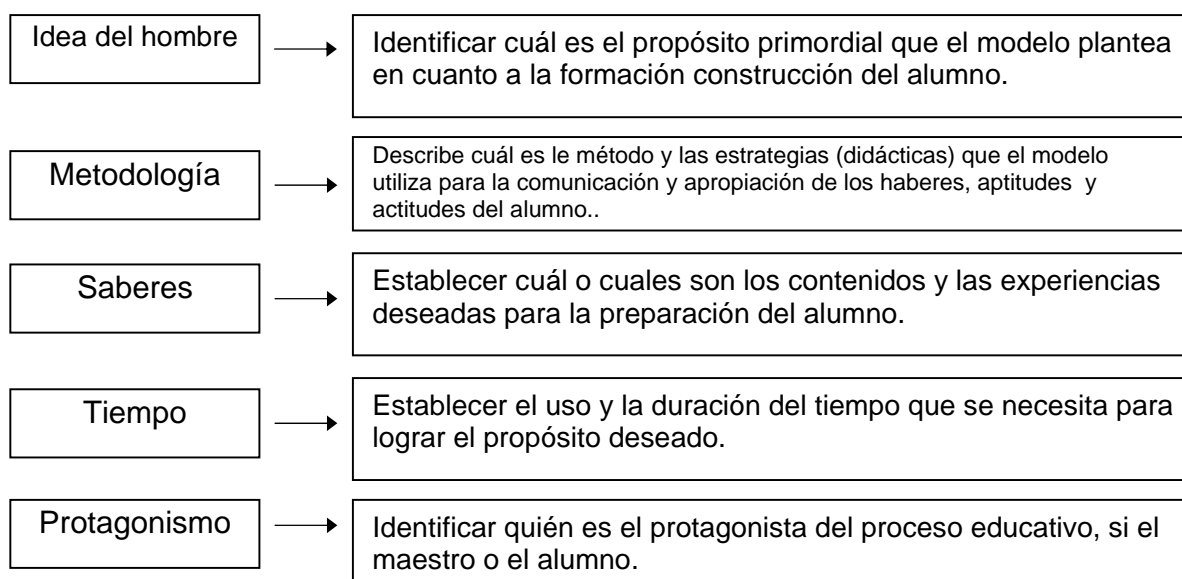 Idea del hombre
Identificar cuál es el propósito primordial que el modelo plantea
en cuanto a la formación construcción del alumno.
Metodología
Describe cuál es le método y las estrategias (didácticas) que el modelo
utiliza para la comunicación y apropiación de los haberes, aptitudes  y
actitudes del alumno..
Saberes
Establecer cuál o cuales son los contenidos y las experiencias
deseadas para la preparación del alumno.
Tiempo
Establecer el uso y la duración del tiempo que se necesita para
lograr el propósito deseado.
Protagonismo
Identificar quién es el protagonista del proceso educativo, si el
maestro o el alumno.